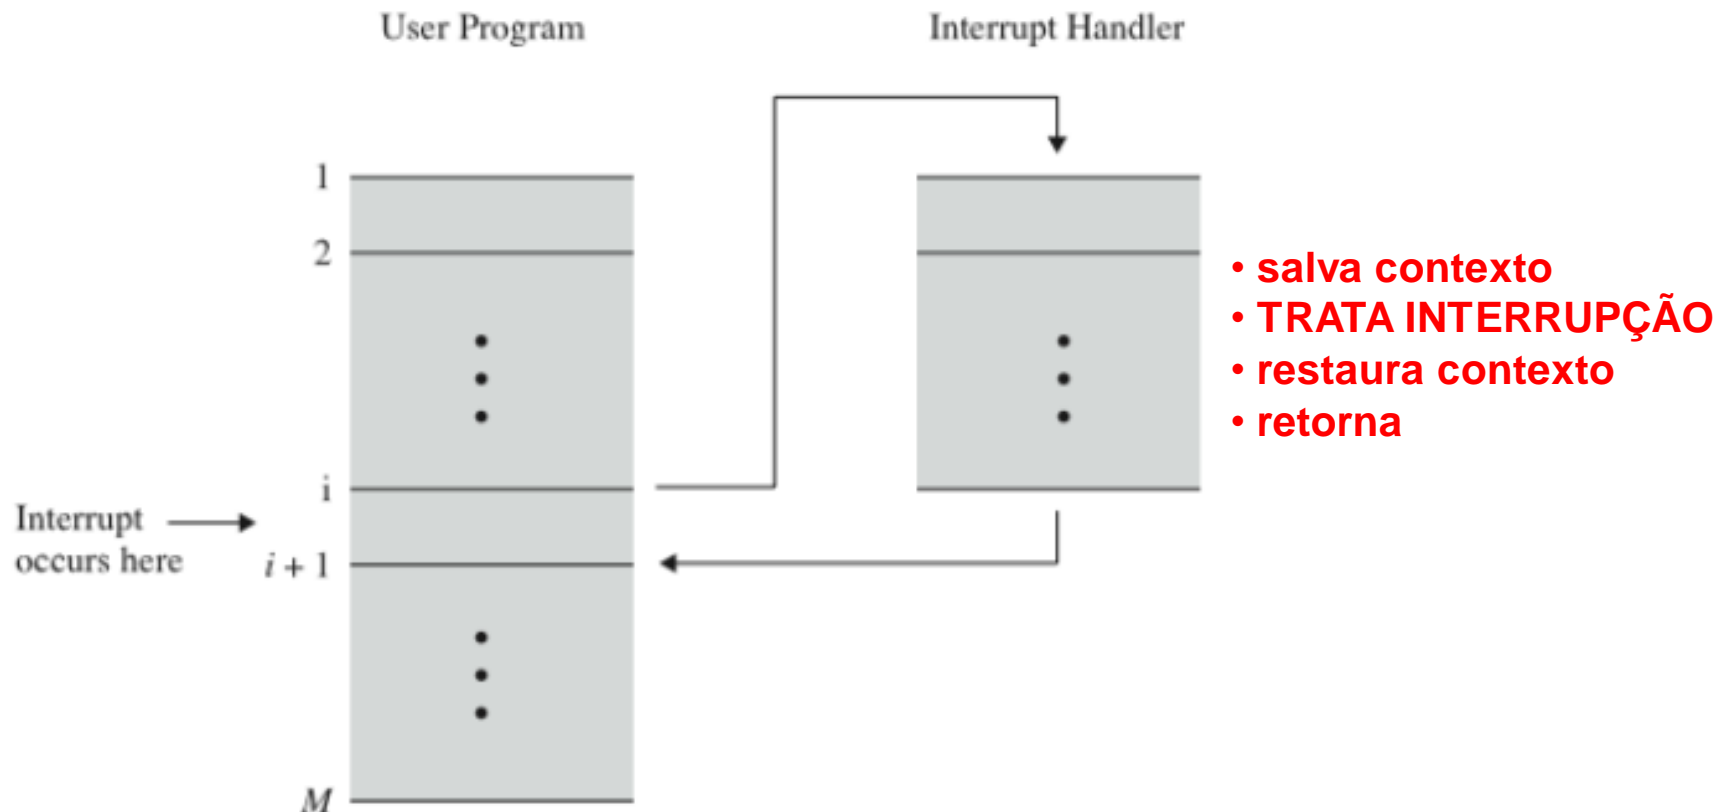 User Program
Interrupt Handler
1
2
• salva contexto
• TRATA INTERRUPÇÃO
• restaura contexto
• retorna
i
Interrupt
occurs here
i + 1
M